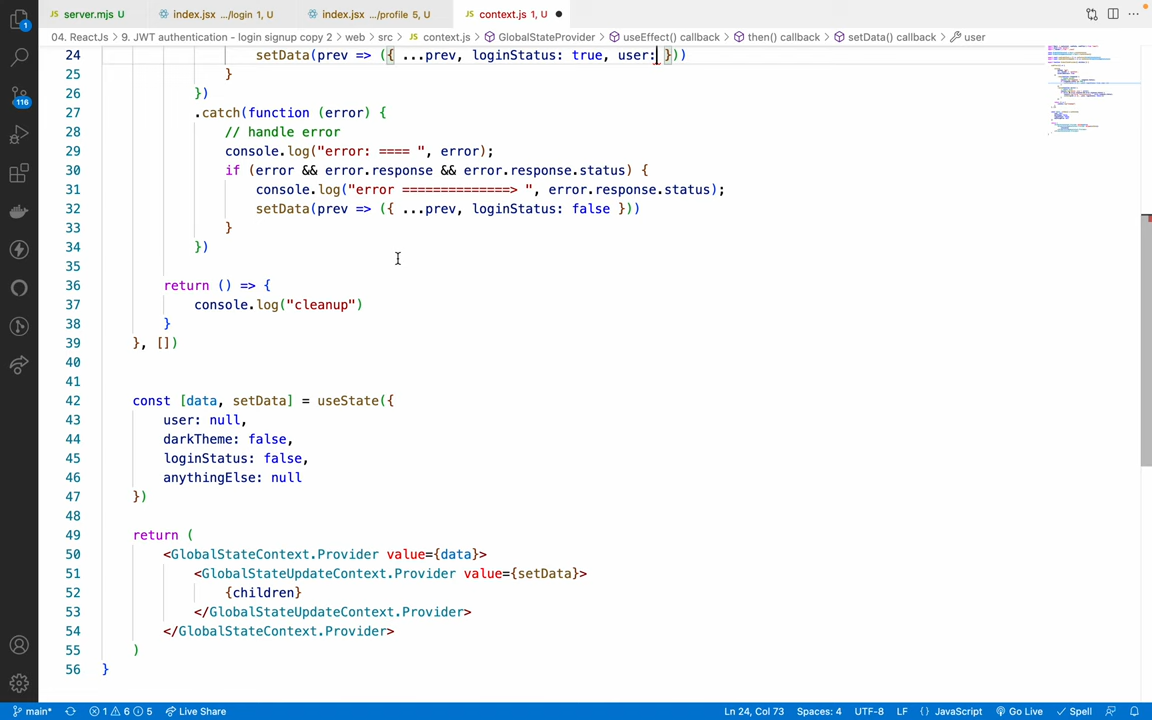 server.mjs U
index.jsx .../login 1, U
index.jsx .../profile 5, U
JS context.js 1, U
04. ReactJs > 9. JWT authentication - login signup copy 2 > web > src > JS context.js > GlobalStateProvider > useEffect() callback > then() callback > setData() callback > user
24 setData(prev => ({ ...prev, loginStatus: true, user: }))
25 }
26 })
27 .catch(function (error) {
28 // handle error
29 console.log("error: ==== ", error);
30 if (error && error.response && error.response.status) {
31 console.log("error ==============> ", error.response.status);
32 setData(prev => ({ ...prev, loginStatus: false }))
33 }
34 })
35
36 return () => {
37 console.log("cleanup")
38 }
39 }, [])
40
41
42 const [data, setData] = useState({
43 user: null,
44 darkTheme: false,
45 loginStatus: false,
46 anythingElse: null
47 })
48
49 return (
50 <GlobalStateContext.Provider value={data}>
51 <GlobalStateUpdateContext.Provider value={setData}>
52 {children}
53 </GlobalStateUpdateContext.Provider>
54 </GlobalStateContext.Provider>
55 )
56 }
1
116
main* 1 6 5 Live Share Ln 24, Col 73 Spaces: 4 UTF-8 LF {} JavaScript Go Live Spell